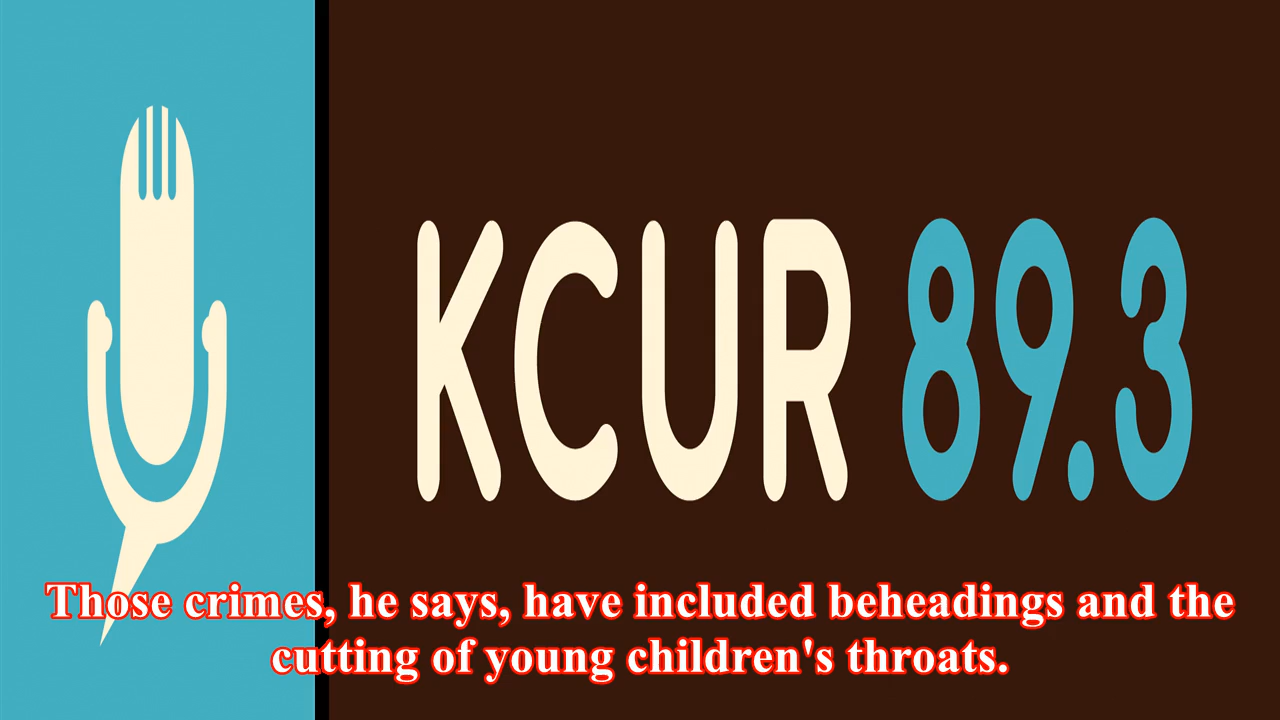 KCUR 89.3
Those crimes, he says, have included beheadings and the
cutting of young children's throats.